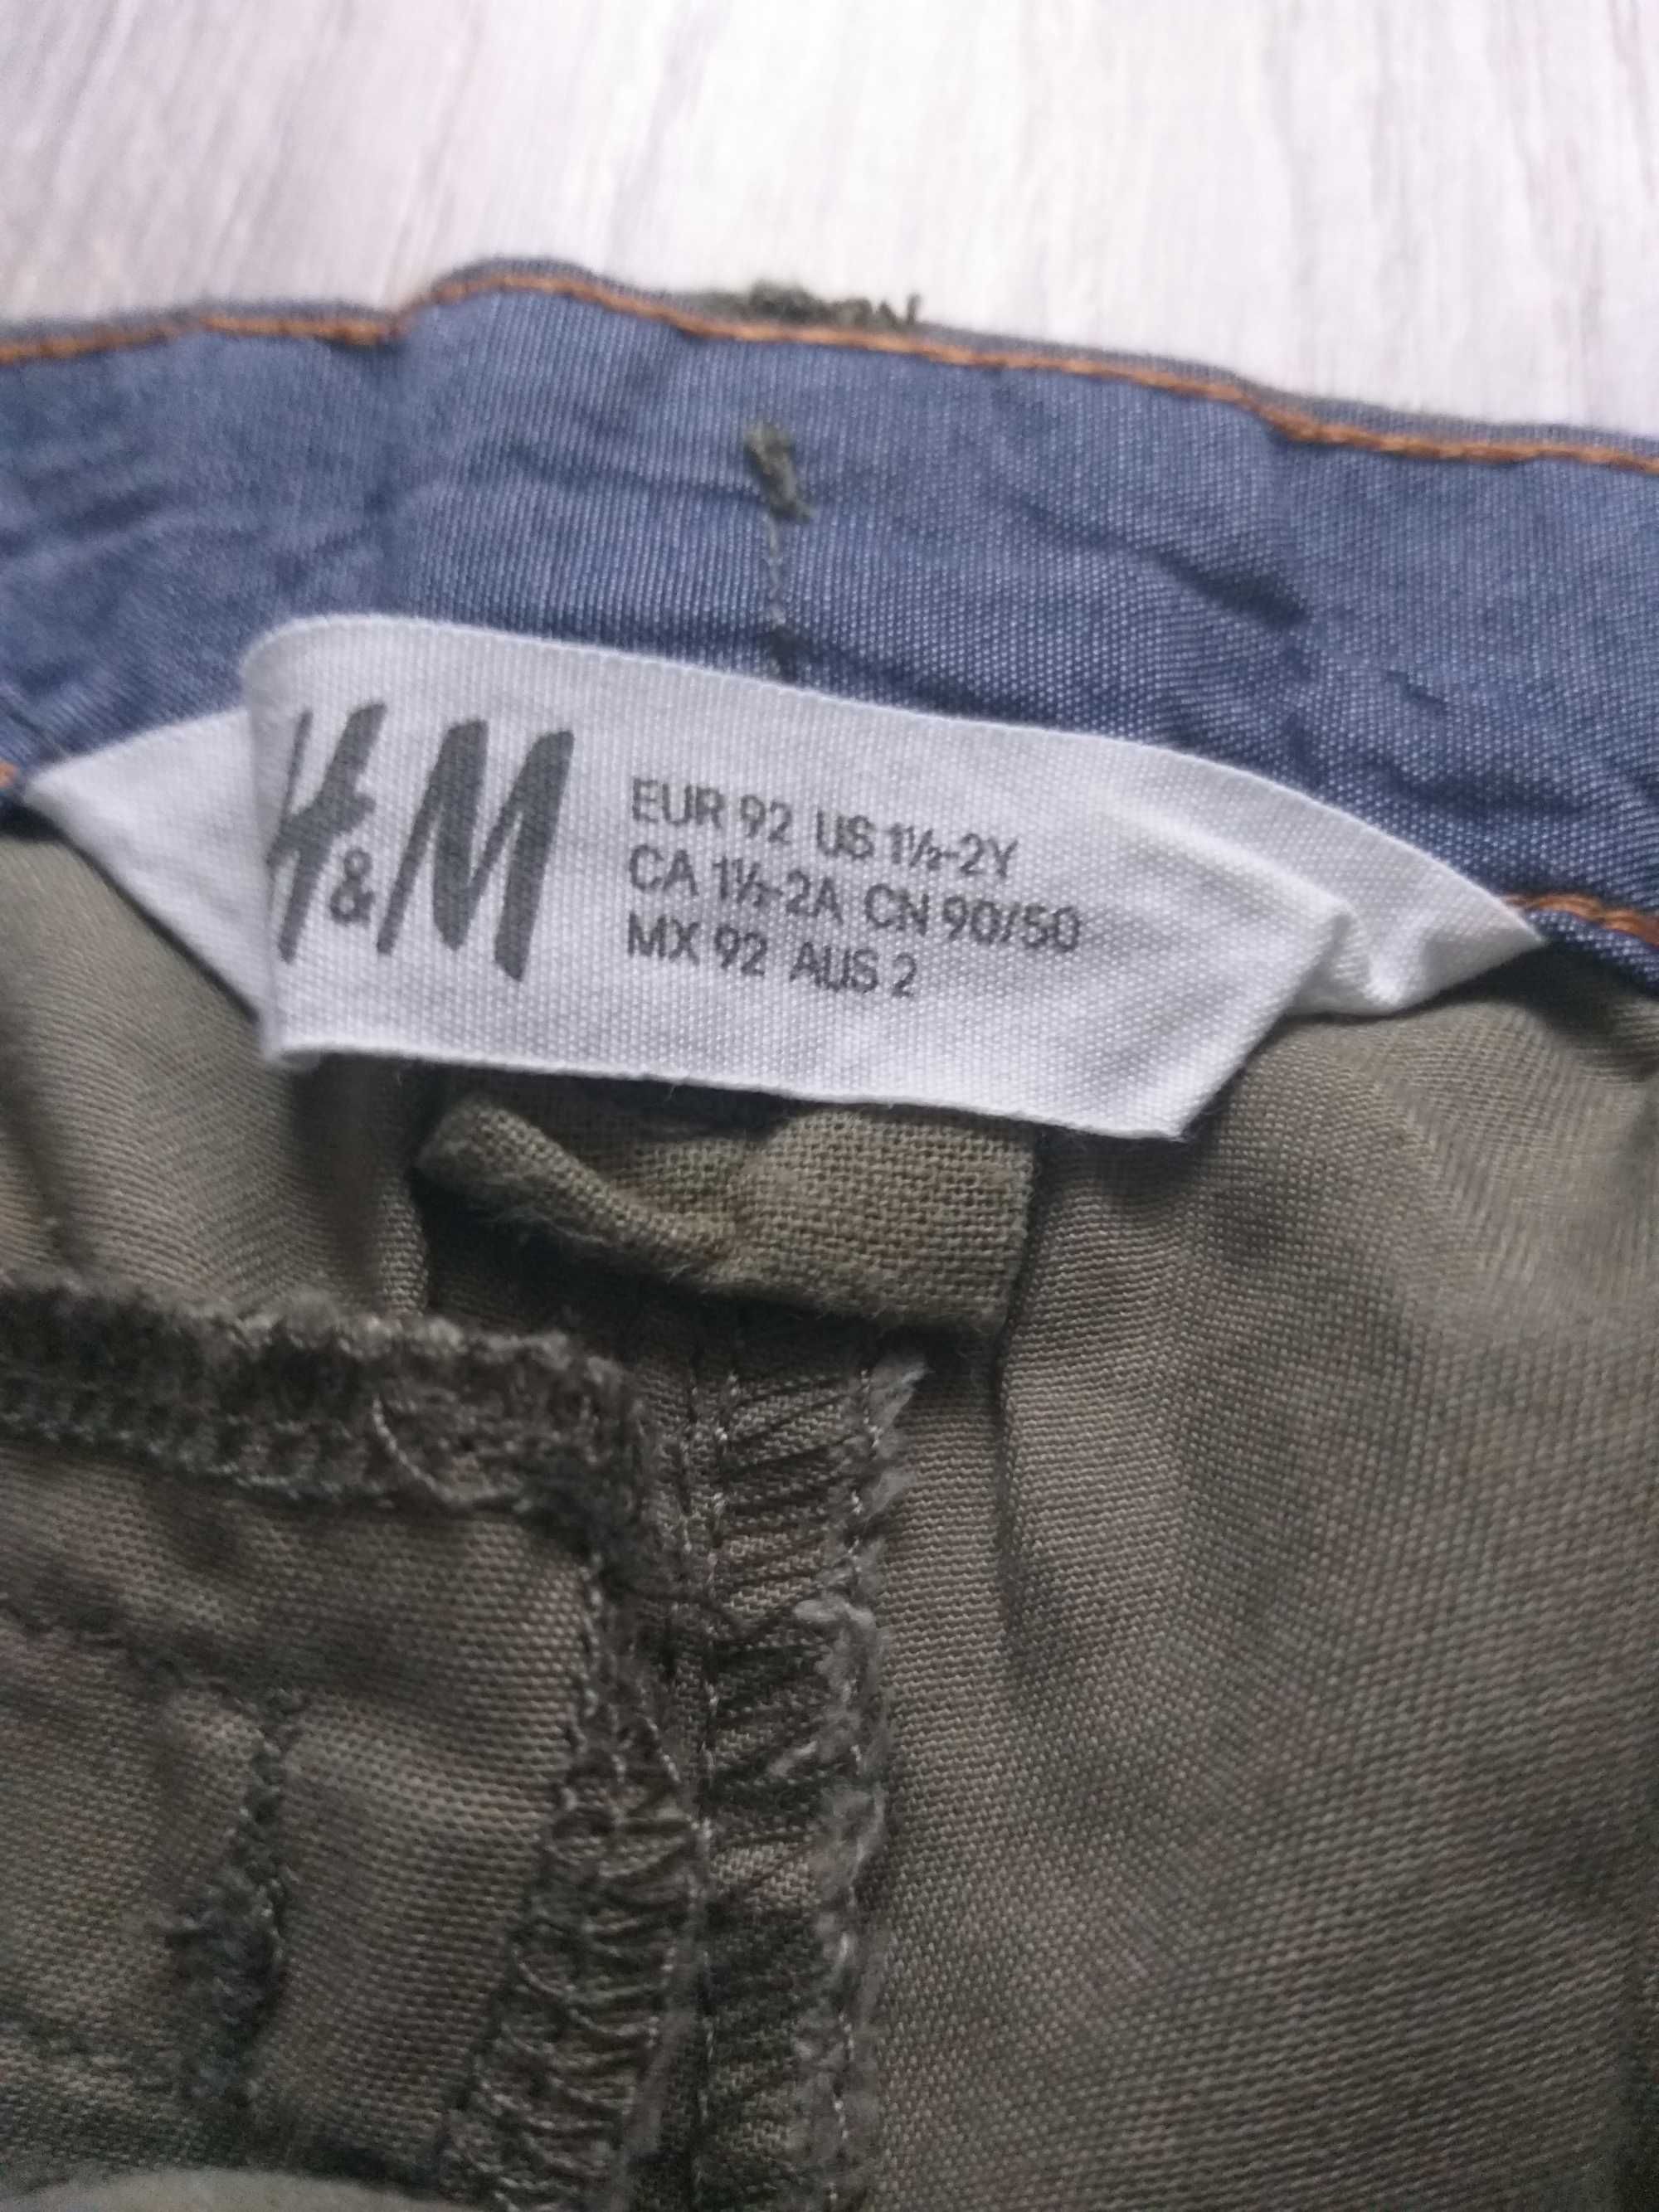 H&M
EUR 92 US 1½-2Y
CA 1½-2A CN 90/50
MX 92 AUS 2